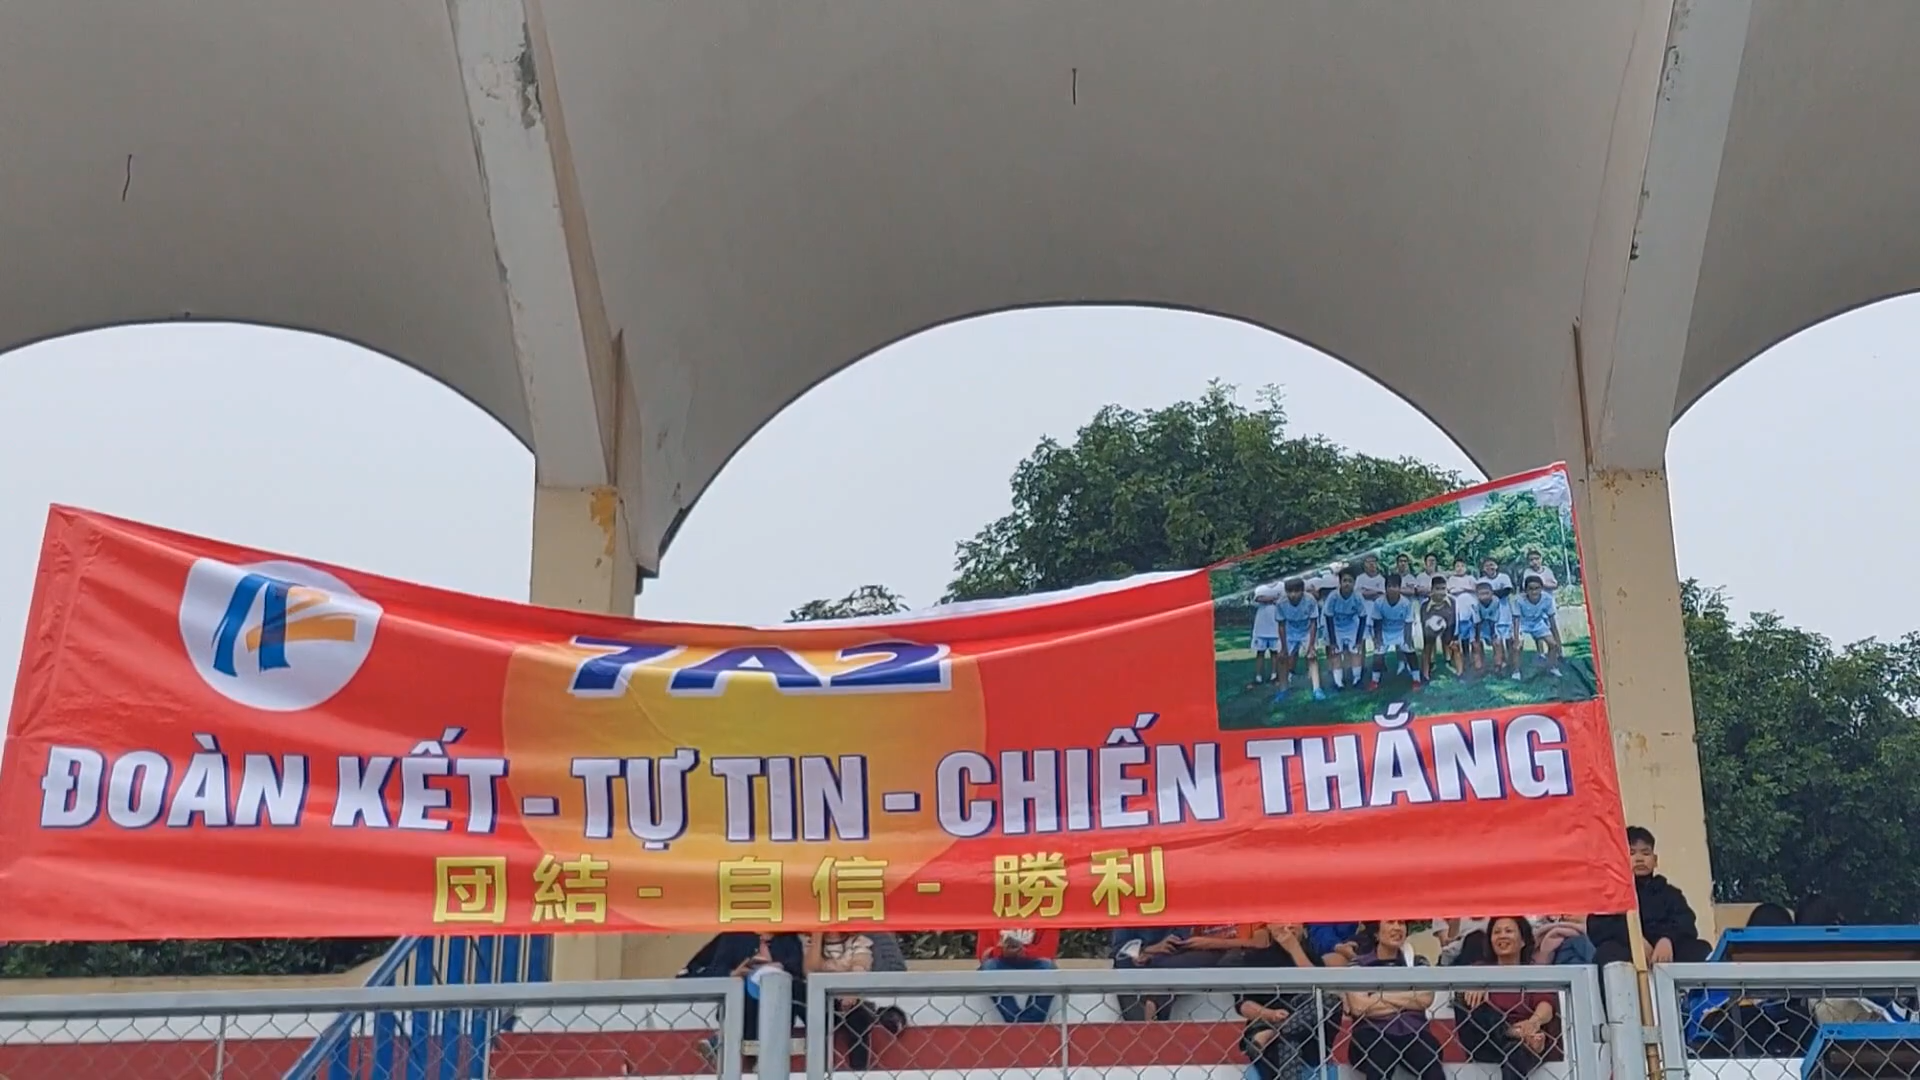 7A2
ĐOÀN KẾT - TỰ TIN - CHIẾN THẮNG
団結 - 自信 - 勝利